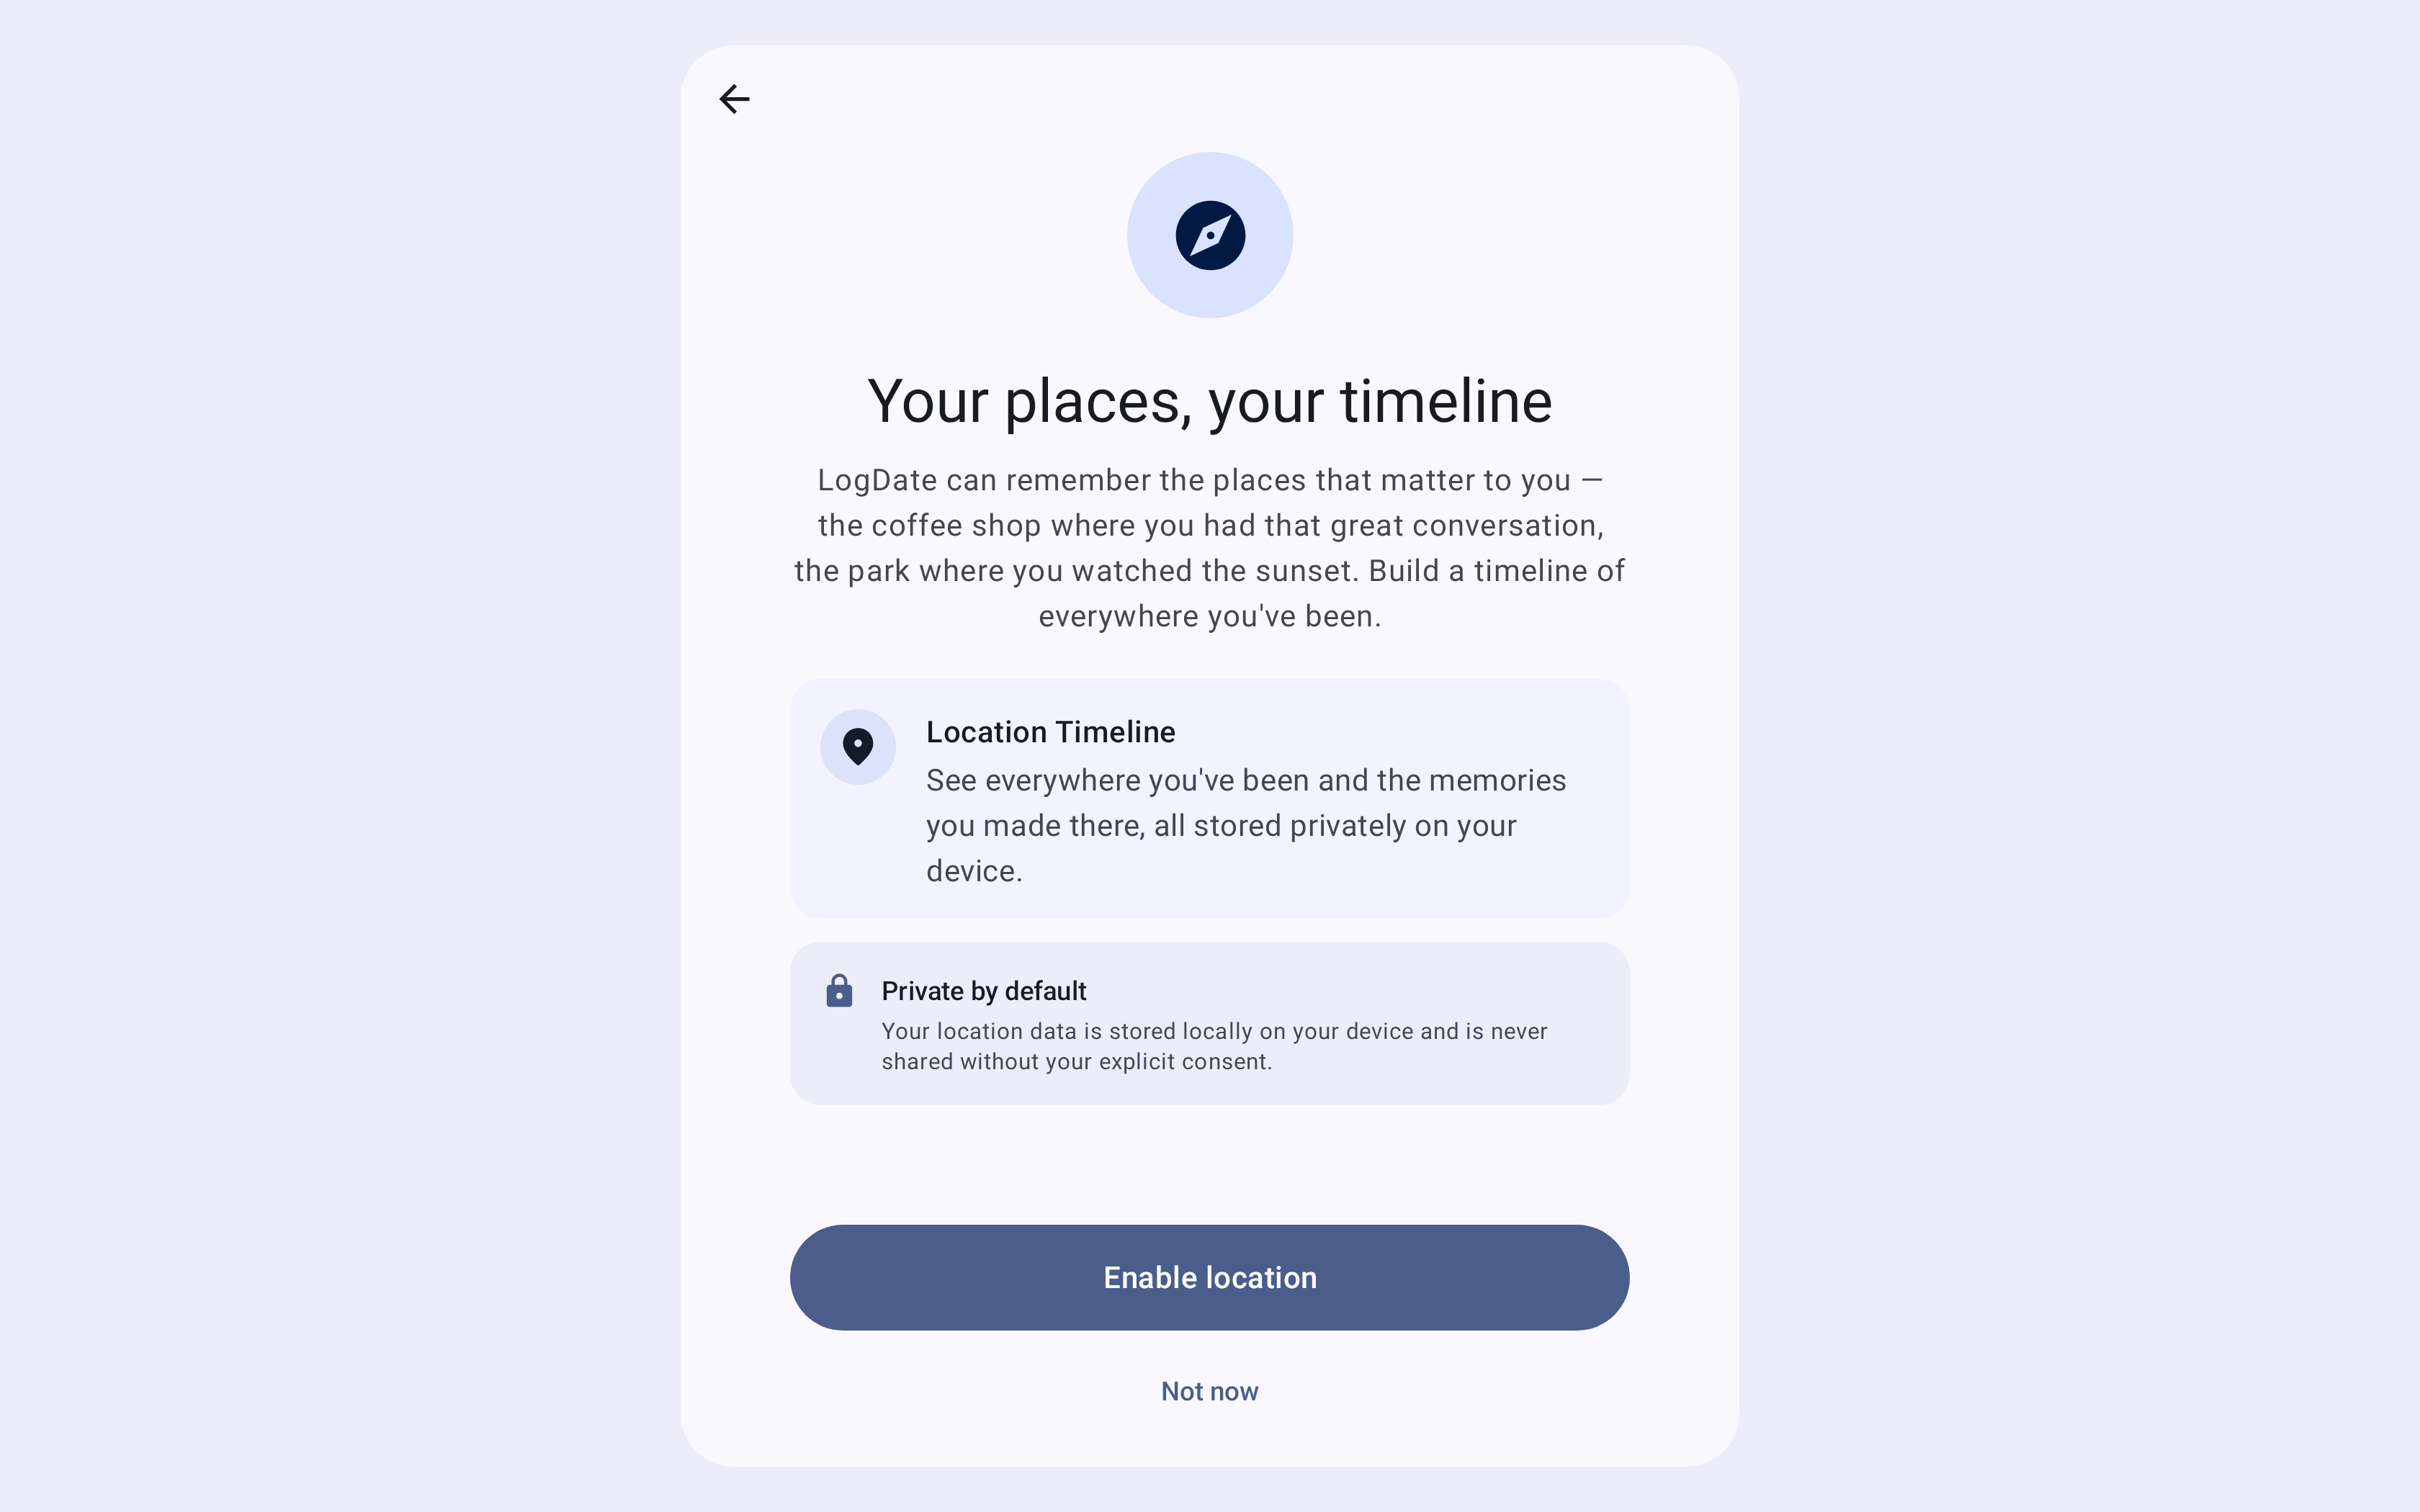 Your places, your timeline
LogDate can remember the places that matter to you —
the coffee shop where you had that great conversation,
the park where you watched the sunset. Build a timeline of
everywhere you've been.
Location Timeline
See everywhere you've been and the memories
you made there, all stored privately on your
device.
Private by default
Your location data is stored locally on your device and is never
shared without your explicit consent.
Enable location
Not now